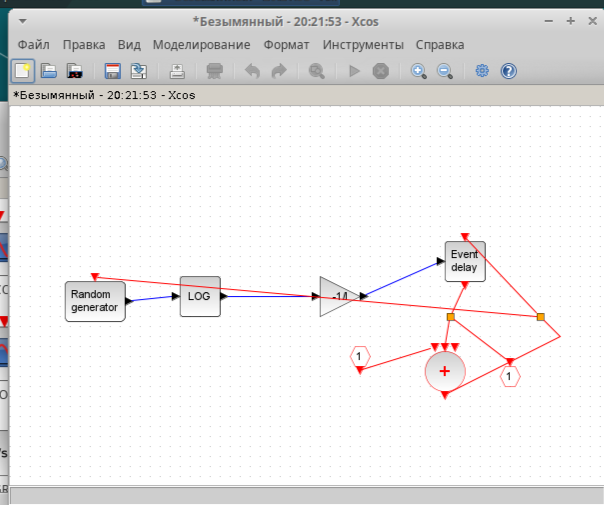 *Безымянный - 20:21:53 - Xcos
Файл Правка Вид Моделирование Формат Инструменты Справка
*Безымянный - 20:21:53 - Xcos
Event
delay
Random
generator
LOG
1
+
1